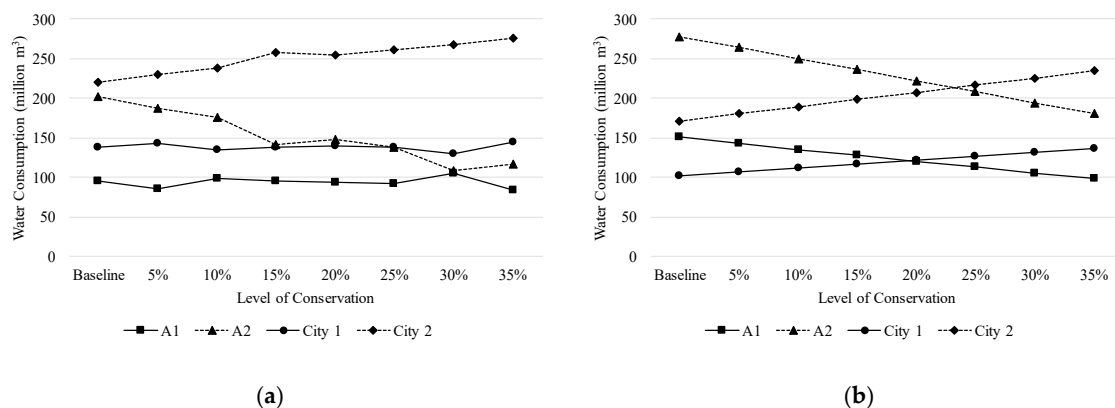 300
250
200
150
100
50
0
Water Consumption (million m³)
Baseline 5% 10% 15% 20% 25% 30% 35%
Level of Conservation
A1 A2 City 1 City 2
(a)
300
250
200
150
100
50
0
Water Consumption (million m³)
Baseline 5% 10% 15% 20% 25% 30% 35%
Level of Conservation
A1 A2 City 1 City 2
(b)